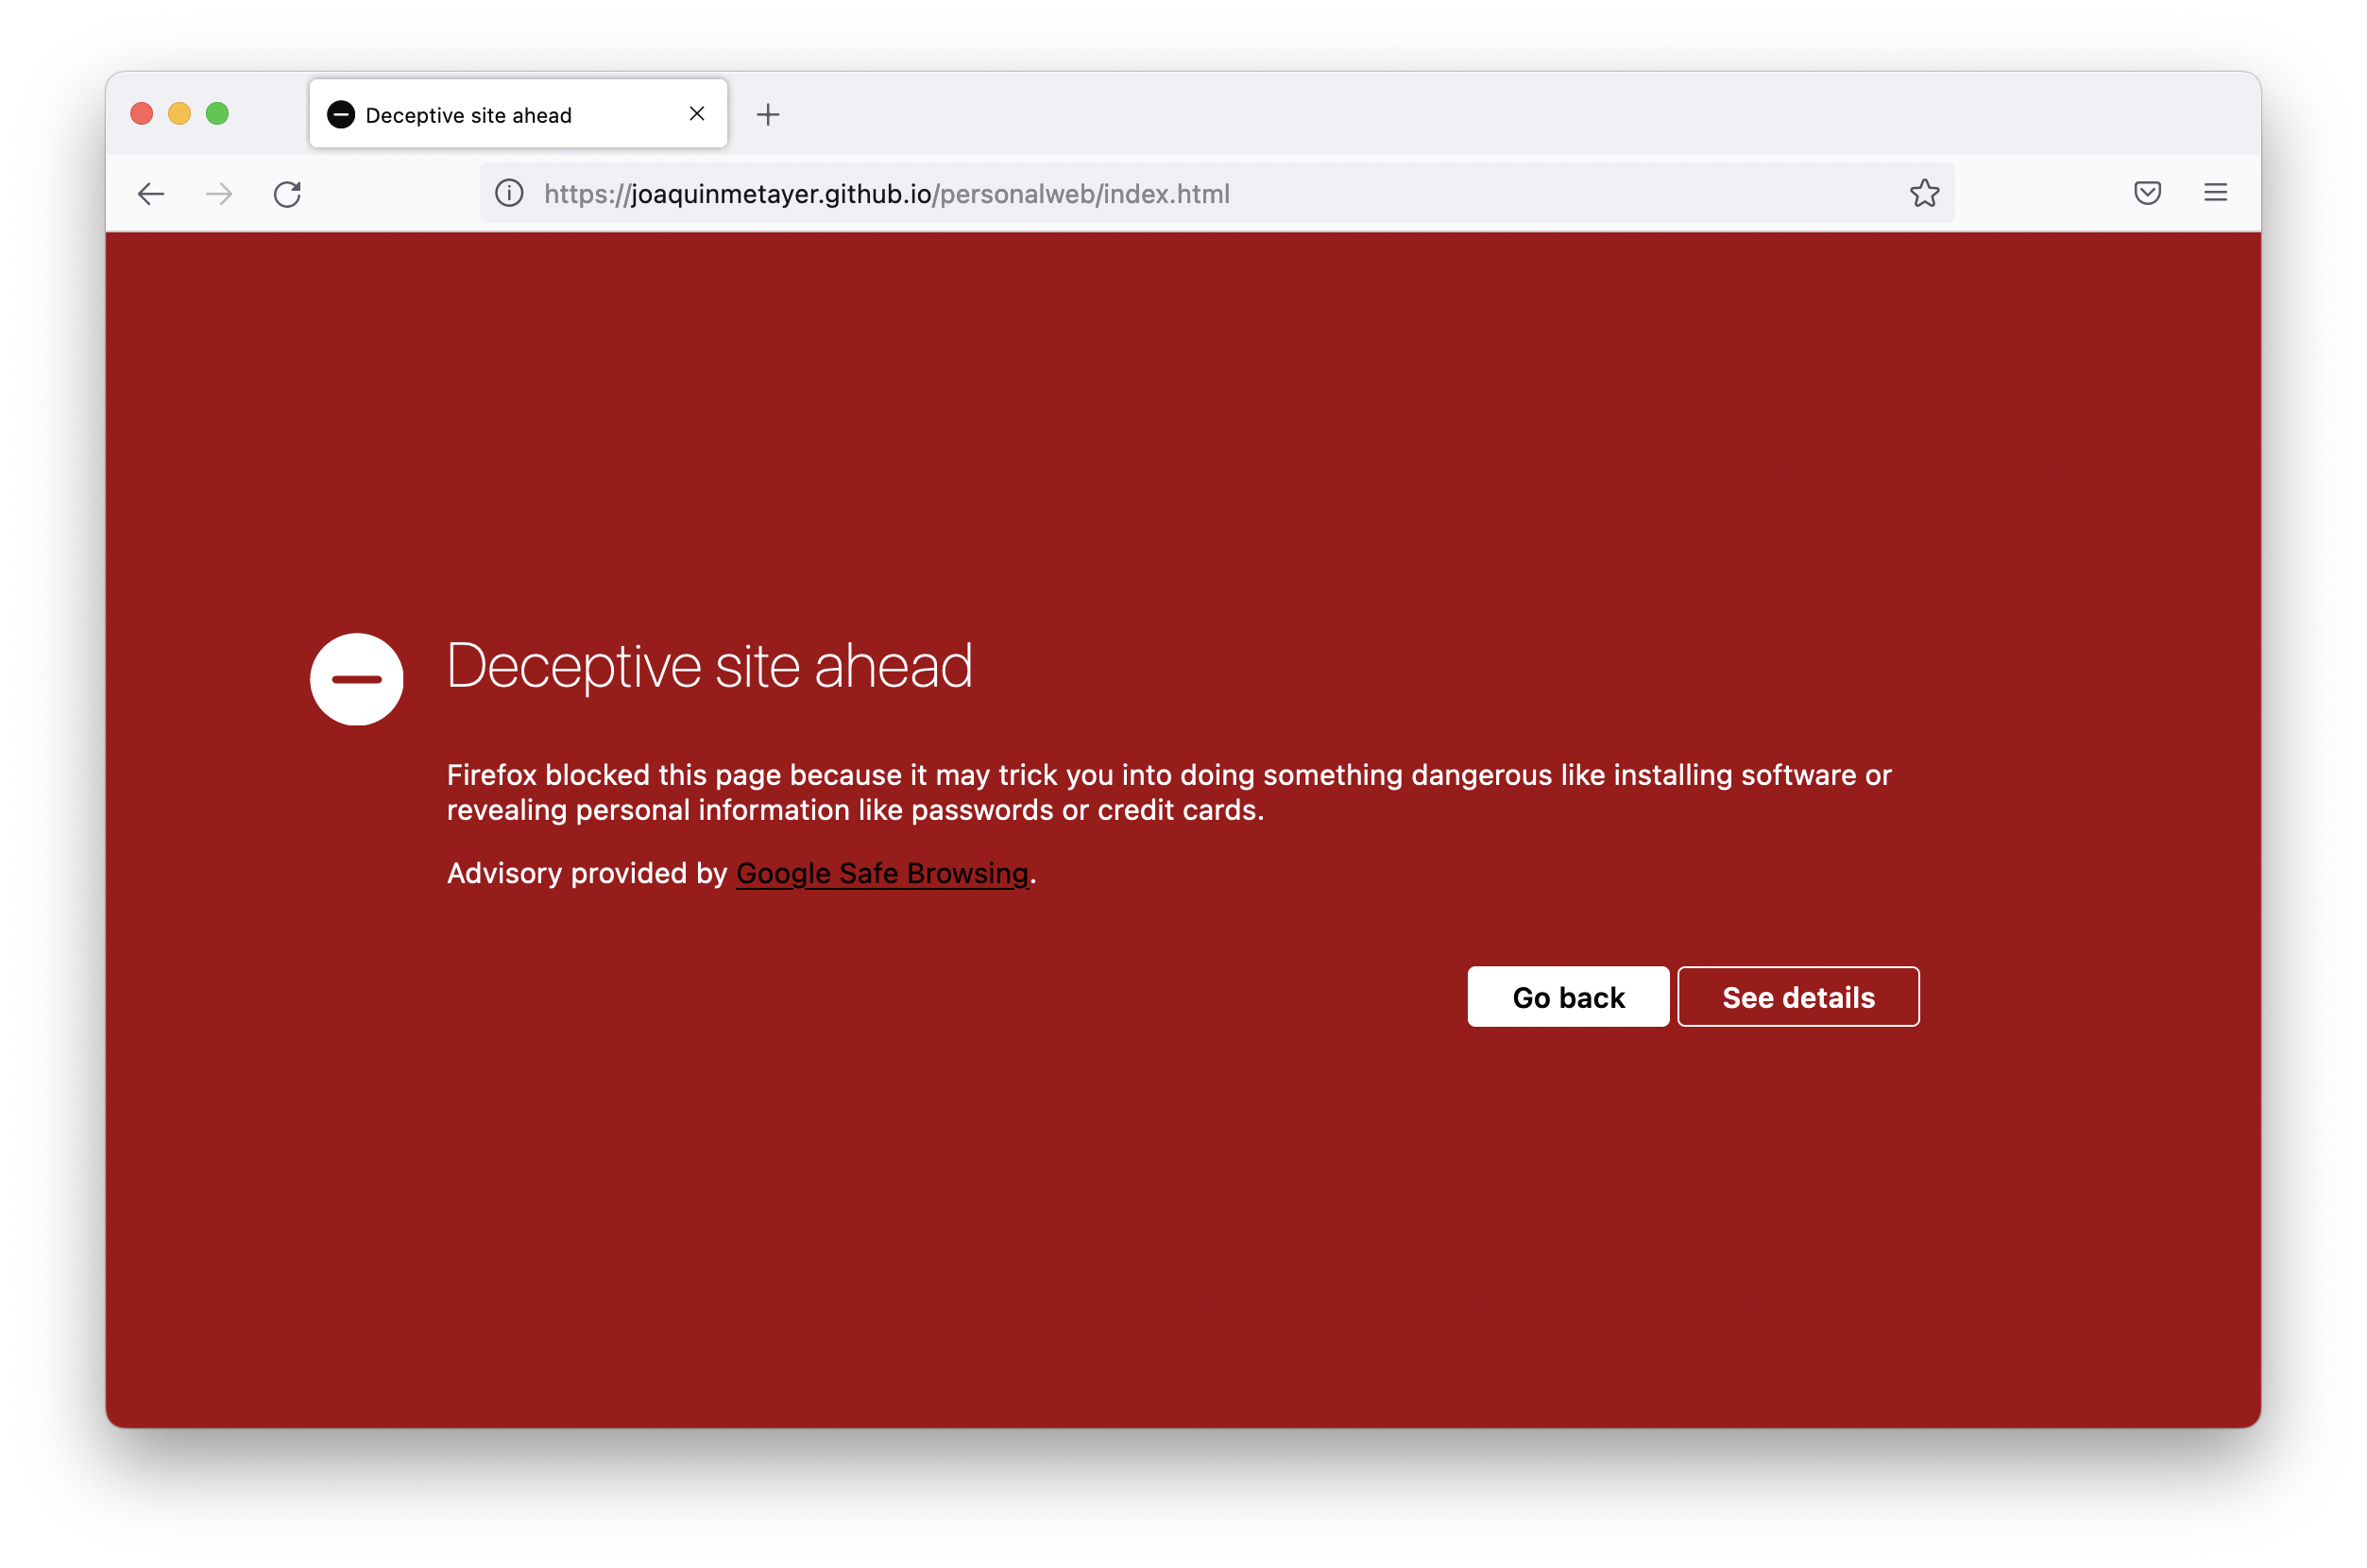 Deceptive site ahead
https://joaquinmetayer.github.io/personalweb/index.html
Deceptive site ahead
Firefox blocked this page because it may trick you into doing something dangerous like installing software or
revealing personal information like passwords or credit cards.
Advisory provided by Google Safe Browsing.
Go back
See details